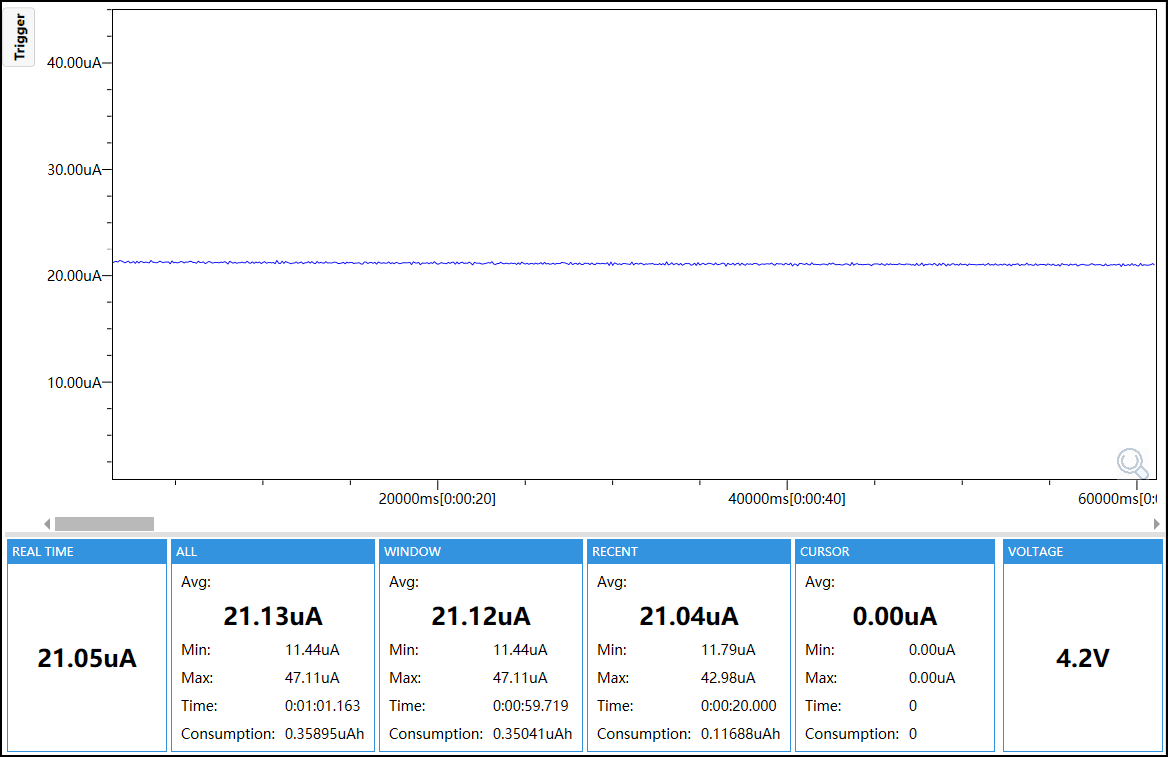 Trigger
40.00uA
30.00uA
20.00uA
10.00uA
20000ms[0:00:20]
40000ms[0:00:40]
60000ms[0:0
REAL TIME
21.05uA
ALL
Avg:
21.13uA
Min: 11.44uA
Max: 47.11uA
Time: 0:01:01.163
Consumption: 0.35895uAh
WINDOW
Avg:
21.12uA
Min: 11.44uA
Max: 47.11uA
Time: 0:00:59.719
Consumption: 0.35041uAh
RECENT
Avg:
21.04uA
Min: 11.79uA
Max: 42.98uA
Time: 0:00:20.000
Consumption: 0.11688uAh
CURSOR
Avg:
0.00uA
Min: 0.00uA
Max: 0.00uA
Time: 0
Consumption: 0
VOLTAGE
4.2V